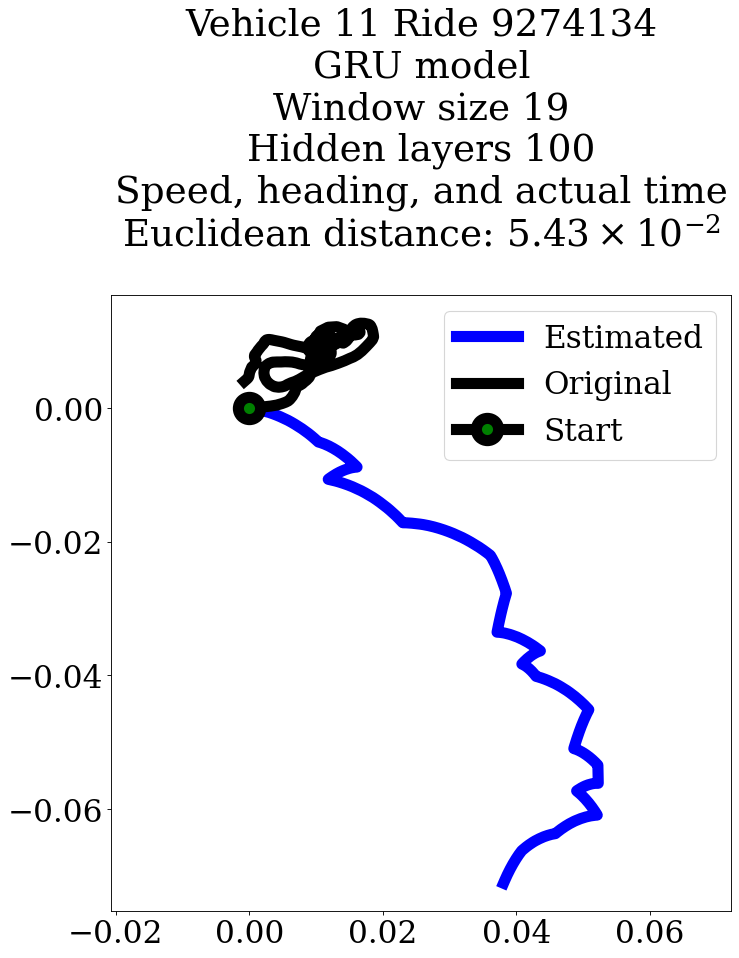 Vehicle 11 Ride 9274134
GRU model
Window size 19
Hidden layers 100
Speed, heading, and actual time
Euclidean distance: 5.43 × 10⁻²
Estimated
Original
Start
0.00
−0.02
−0.04
−0.06
−0.02 0.00 0.02 0.04 0.06